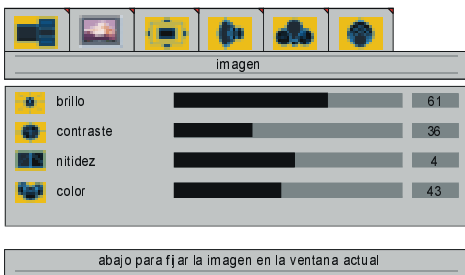 imagen
brillo 61
contraste 36
nitidez 4
color 43
abajo para fijar la imagen en la ventana actual